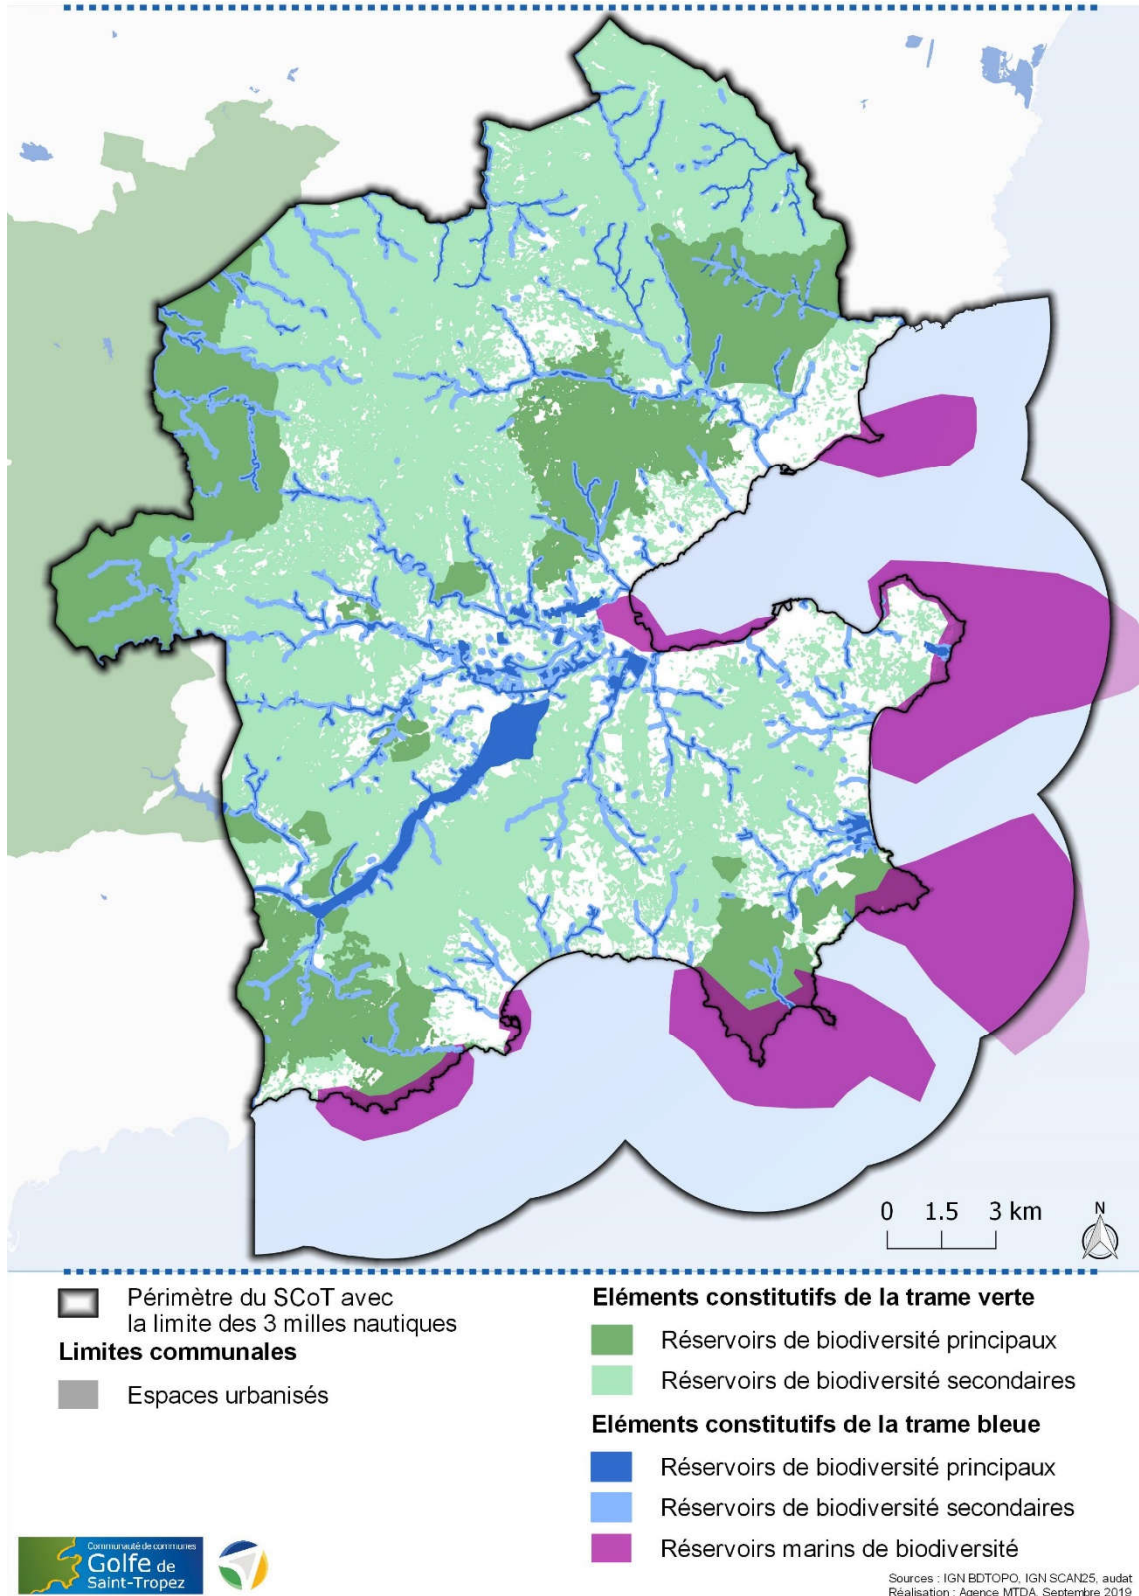 0 1.5 3 km
N
Périmètre du SCoT avec
la limite des 3 milles nautiques
Limites communales
Espaces urbanisés
Eléments constitutifs de la trame verte
Réservoirs de biodiversité principaux
Réservoirs de biodiversité secondaires
Eléments constitutifs de la trame bleue
Réservoirs de biodiversité principaux
Réservoirs de biodiversité secondaires
Réservoirs marins de biodiversité
Communauté de communes
Golfe de
Saint-Tropez
Sources : IGN BDTOPO, IGN SCAN25, audat
Réalisation : Agence MTDA, Septembre 2019